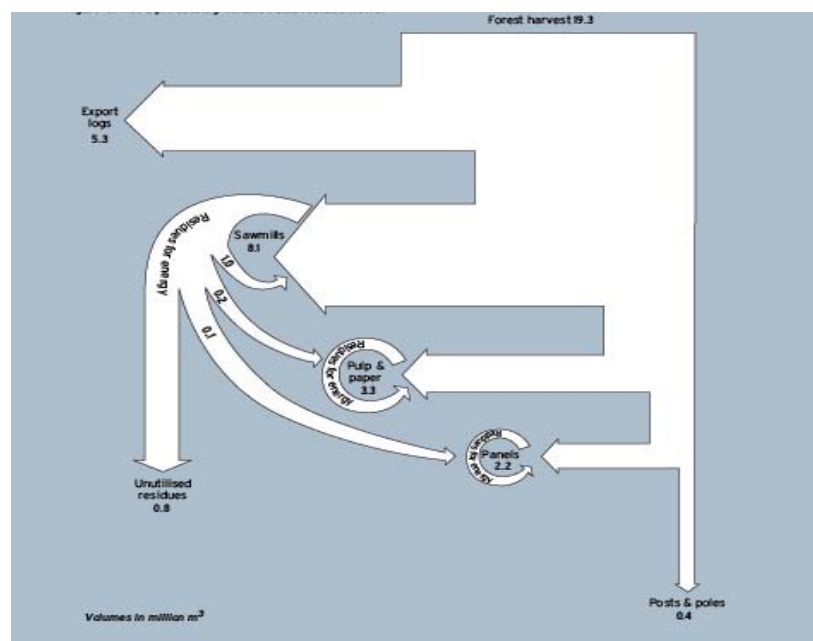 Forest harvest 19.3
Export
logs
5.3
Residues for energy
Sawmills
8.1
1.0
0.2
0.1
Residues for energy
Pulp &
paper
3.3
Residues for energy
Panels
2.2
Unutilised
residues
0.8
Posts & poles
0.4
Volumes in million m³